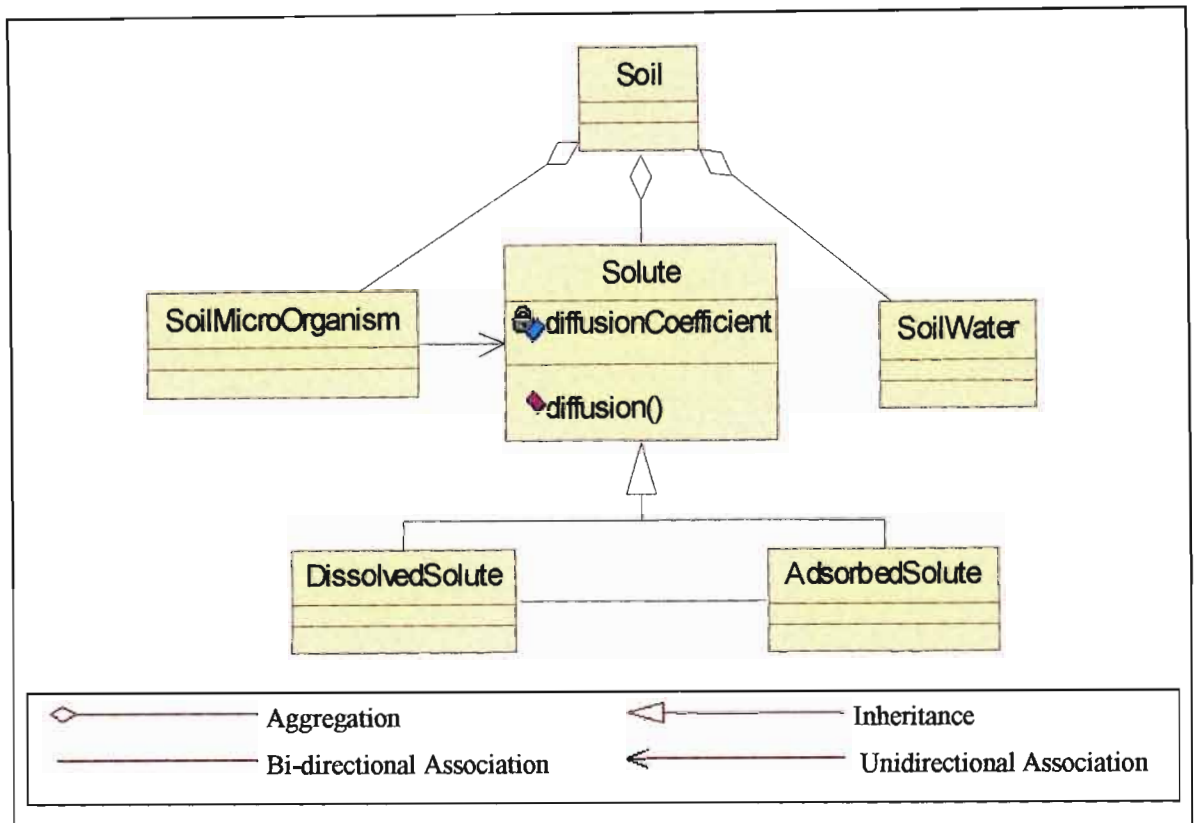 Soil
Solute
diffusionCoefficient
diffusion()
SoilMicroOrganism
SoilWater
DissolvedSolute
AdsorbedSolute
Aggregation
Inheritance
Bi-directional Association
Unidirectional Association